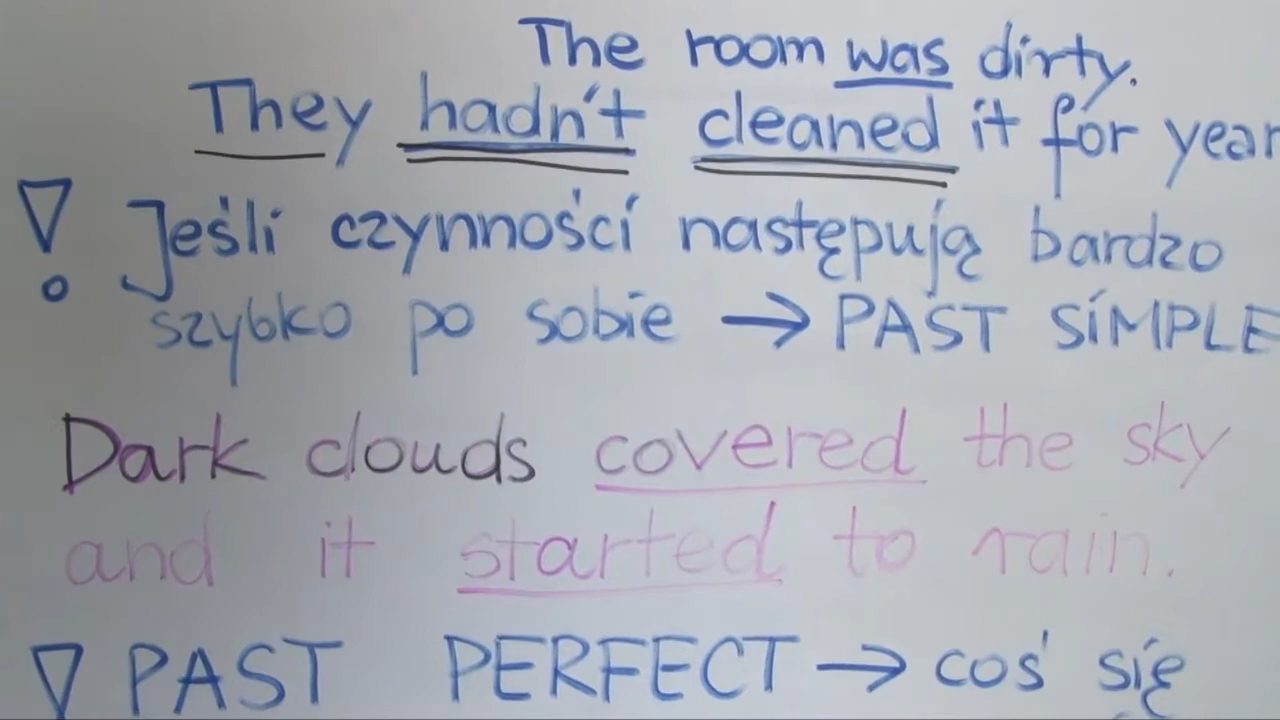 The room was dirty.
They hadn't cleaned it for year
! Jeśli czynności następują bardzo
szybko po sobie → PAST SIMPLE
Dark clouds covered the sky
and it started to rain.
! PAST PERFECT → coś się